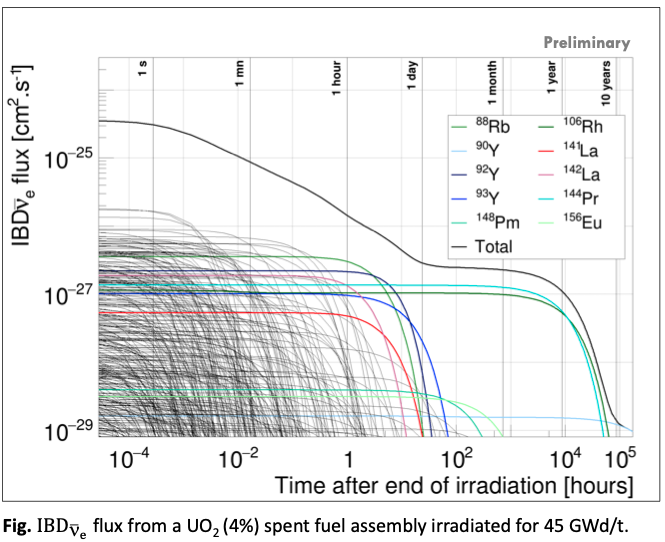 Preliminary
IBDν̅ₑ flux [cm².s⁻¹]
1 s
1 mn
1 hour
1 day
1 month
1 year
10 years
⁸⁸Rb
¹⁰⁶Rh
⁹⁰Y
¹⁴¹La
⁹²Y
¹⁴²La
⁹³Y
¹⁴⁴Pr
¹⁴⁸Pm
¹⁵⁶Eu
Total
10⁻²⁵
10⁻²⁷
10⁻²⁹
10⁻⁴
10⁻²
1
10²
10⁴
10⁵
Time after end of irradiation [hours]
Fig. IBDν̅ₑ flux from a UO₂ (4%) spent fuel assembly irradiated for 45 GWd/t.